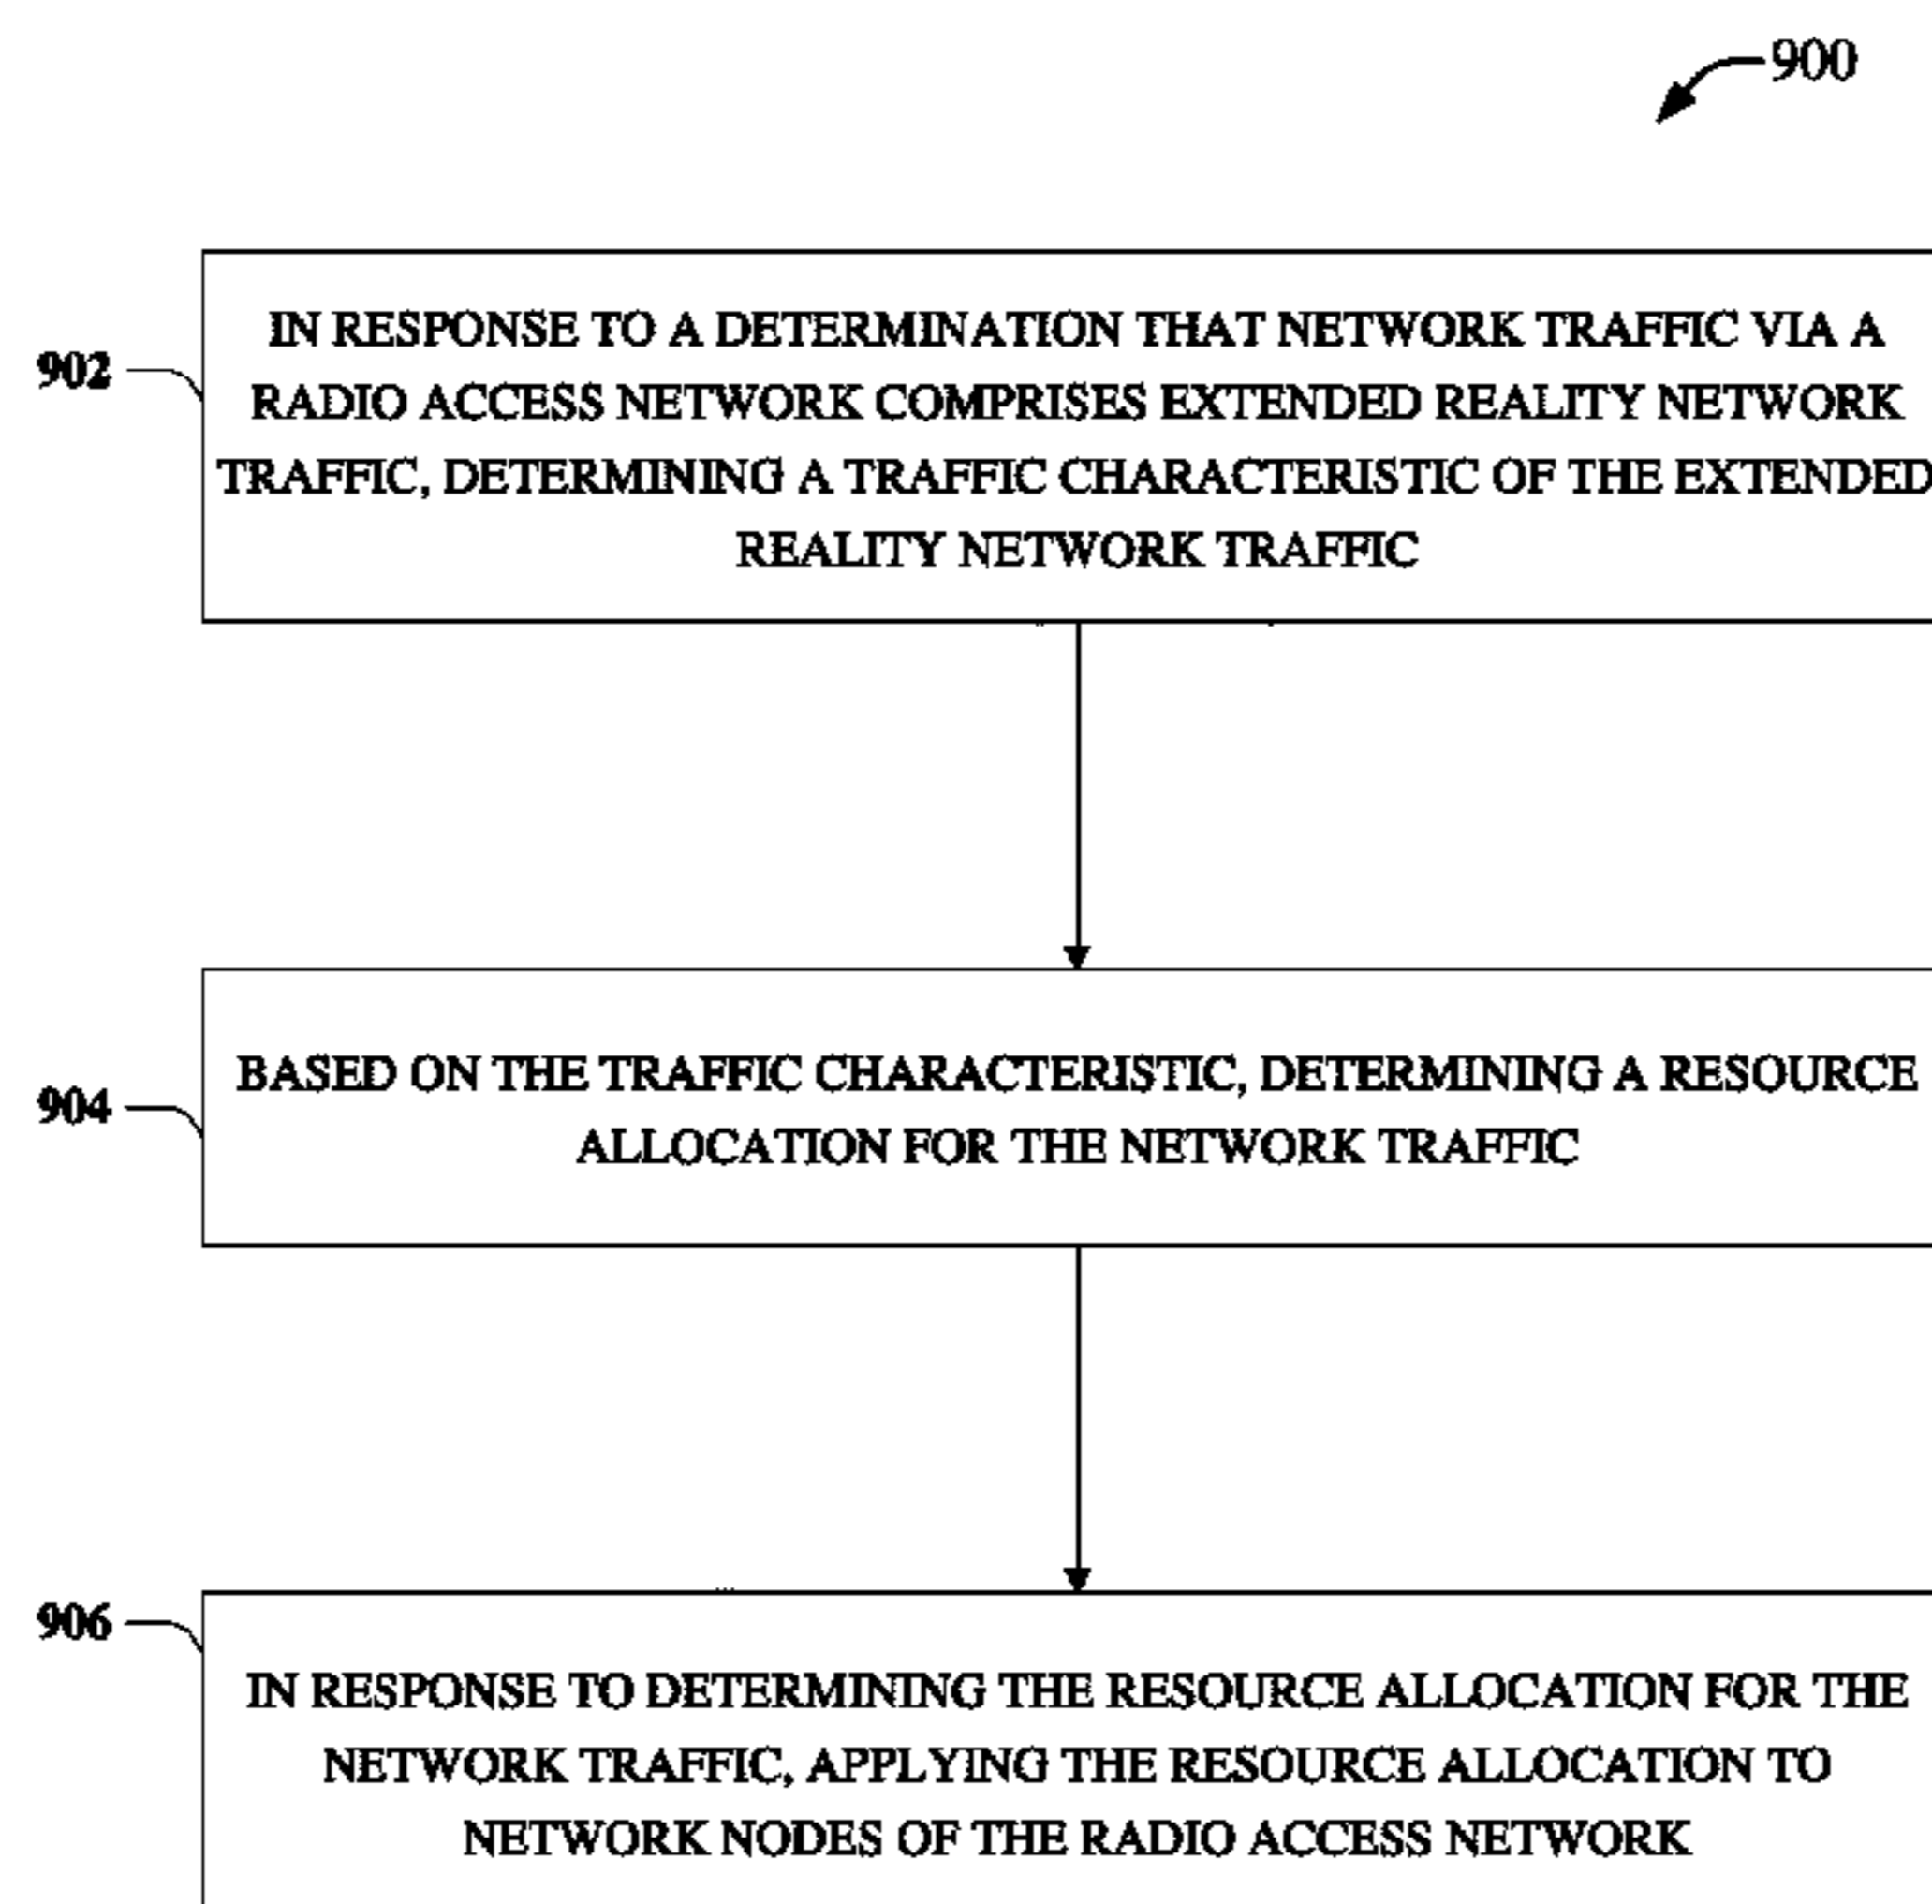 900
902
IN RESPONSE TO A DETERMINATION THAT NETWORK TRAFFIC VIA A
RADIO ACCESS NETWORK COMPRISES EXTENDED REALITY NETWORK
TRAFFIC, DETERMINING A TRAFFIC CHARACTERISTIC OF THE EXTENDED
REALITY NETWORK TRAFFIC
904
BASED ON THE TRAFFIC CHARACTERISTIC, DETERMINING A RESOURCE
ALLOCATION FOR THE NETWORK TRAFFIC
906
IN RESPONSE TO DETERMINING THE RESOURCE ALLOCATION FOR THE
NETWORK TRAFFIC, APPLYING THE RESOURCE ALLOCATION TO
NETWORK NODES OF THE RADIO ACCESS NETWORK